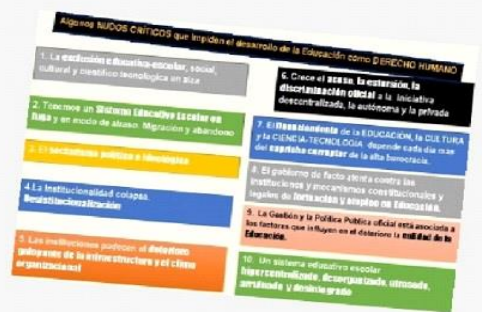 Algunos NUDOS CRÍTICOS que impiden el desarrollo de la Educación como DERECHO HUMANO
1. La exclusión educativa-escolar, social,
cultural y científico tecnológica en alza
2. Tenemos un Sistema Educativo Escolar en
fuga y en modo de abuso. Migración y abandono
3. El sectarismo político e ideológico
4.La Institucionalidad colapsa.
Desinstitucionalización
5. Las instituciones padecen el deterioro
galopante de la infraestructura y el clima
organizacional
6. Crece el acoso, la extorsión, la
discriminación oficial a la iniciativa
descentralizada, la autónoma y la privada
7. El de la EDUCACIÓN, la CULTURA
y la CIENCIA-TECNOLOGÍA depende cada día más
del capricho corruptor de la alta burocracia.
8. El gobierno de facto atenta contra las
instituciones y mecanismos constitucionales y
legales de formación y empleo en Educación.
9. La Gestión y la Política Pública oficial está asociada a
los factores que influyen en el deterioro la calidad de la
Educación.
10. Un sistema educativo escolar
hipercentralizado, desorganizado, atrasado,
arruinado y desintegrado